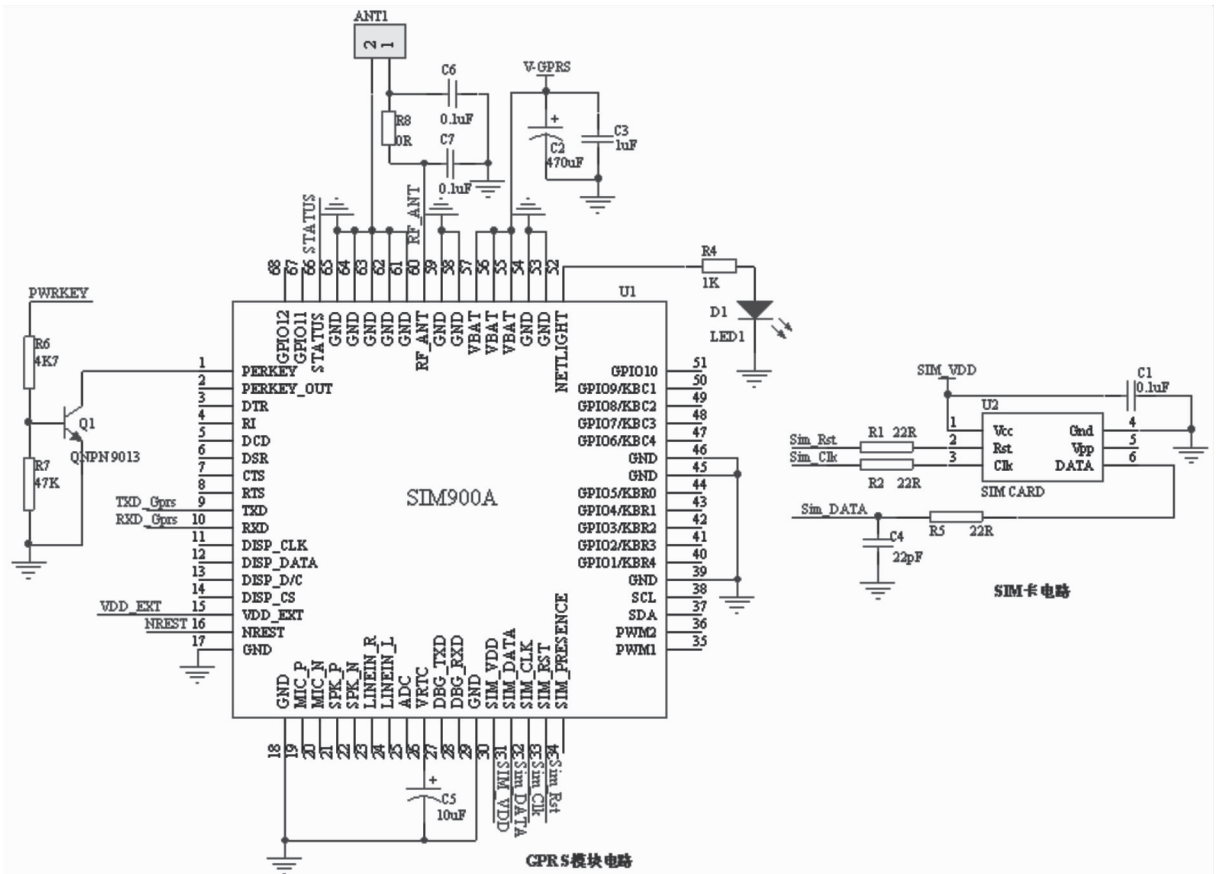 ANT1
2 1
C6
0.1uF
R8
0R
C7
0.1uF
V-GPRS
C2
470uF
C3
1uF
STATUS
RF_ANT
68 67 66 65 64 63 62 61 60 59 58 57 56 55 54 53 52
GPIO12
GPIO11
STATUS
GND
GND
GND
GND
GND
RF_ANT
GND
GND
VBAT
VBAT
VBAT
GND
GND
NETLIGHT
R4
1K
D1
LED1
U1
PWRKEY
R6
4K7
Q1
QNPN 9013
R7
47K
TXD_Gprs
RXD_Gprs
VDD_EXT
NREST
1 PERKEY
2 PERKEY_OUT
3 DTR
4 RI
5 DCD
6 DSR
7 CTS
8 RTS
9 TXD
10 RXD
11 DISP_CLK
12 DISP_DATA
13 DISP_D/C
14 DISP_CS
15 VDD_EXT
16 NREST
17 GND
SIM900A
GPIO10 51
GPIO9/KBC1 50
GPIO8/KBC2 49
GPIO7/KBC3 48
GPIO6/KBC4 47
GND 46
GND 45
GPIO5/KBR0 44
GPIO4/KBR1 43
GPIO3/KBR2 42
GPIO2/KBR3 41
GPIO1/KBR4 40
GND 39
SCL 38
SDA 37
PWM2 36
PWM1 35
GND
MIC_P
MIC_N
SPK_P
SPK_N
LINEIN_R
LINEIN_L
ADC
VRTC
DBG_TXD
DBG_RXD
GND
SIM_VDD
SIM_DATA
SIM_CLK
SIM_RST
SIM_PRESENCE
18 19 20 21 22 23 24 25 26 27 28 29 30 31 32 33 34
SIM_VDD
Sim_DATA
Sim_Clk
Sim_Rst
C5
10uF
GPRS模块电路
SIM_VDD
C1
0.1uF
U2
1 Vcc Gnd 4
2 Rst Vpp 5
3 Clk DATA 6
SIM CARD
Sim_Rst
R1 22R
Sim_Clk
R2 22R
Sim_DATA
R5 22R
C4
22pF
SIM卡电路